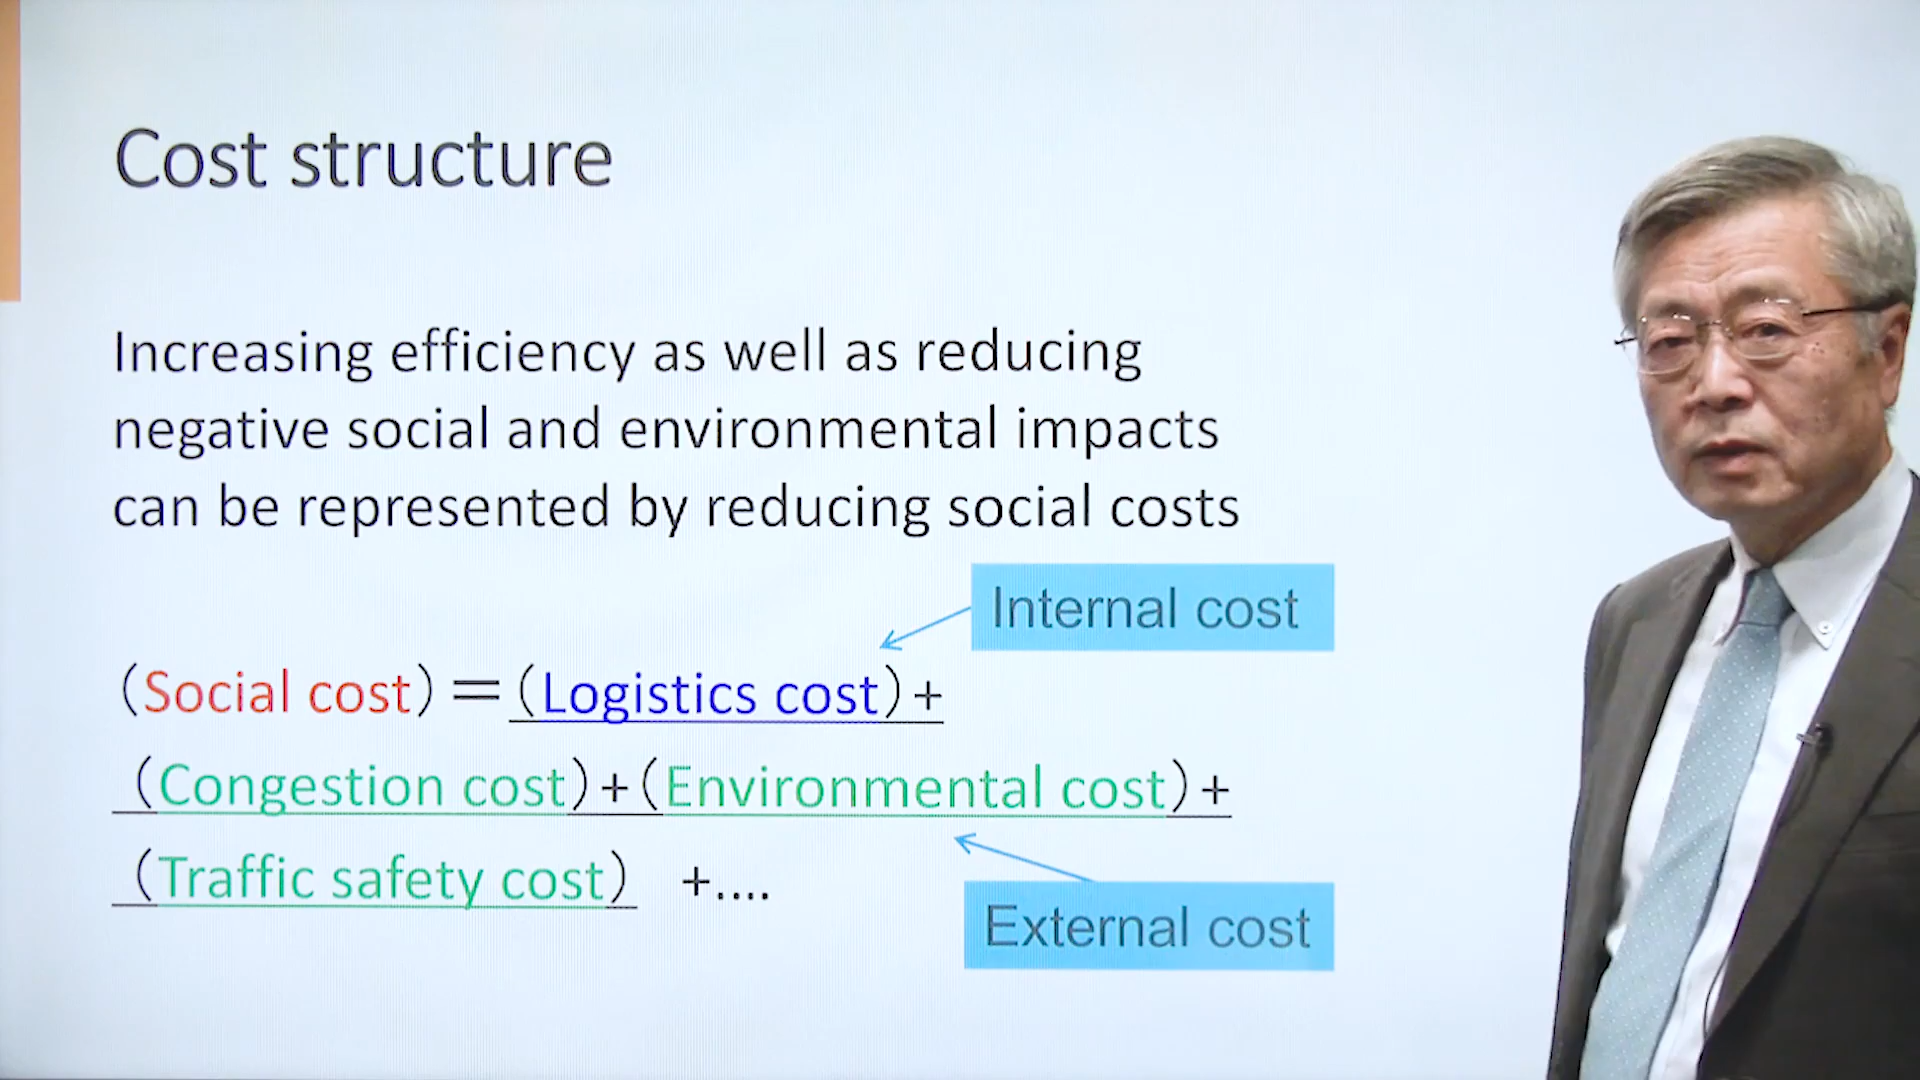 Cost structure
Increasing efficiency as well as reducing
negative social and environmental impacts
can be represented by reducing social costs
Internal cost
（Social cost）＝（Logistics cost）+
（Congestion cost）+（Environmental cost）+
（Traffic safety cost） +....
External cost